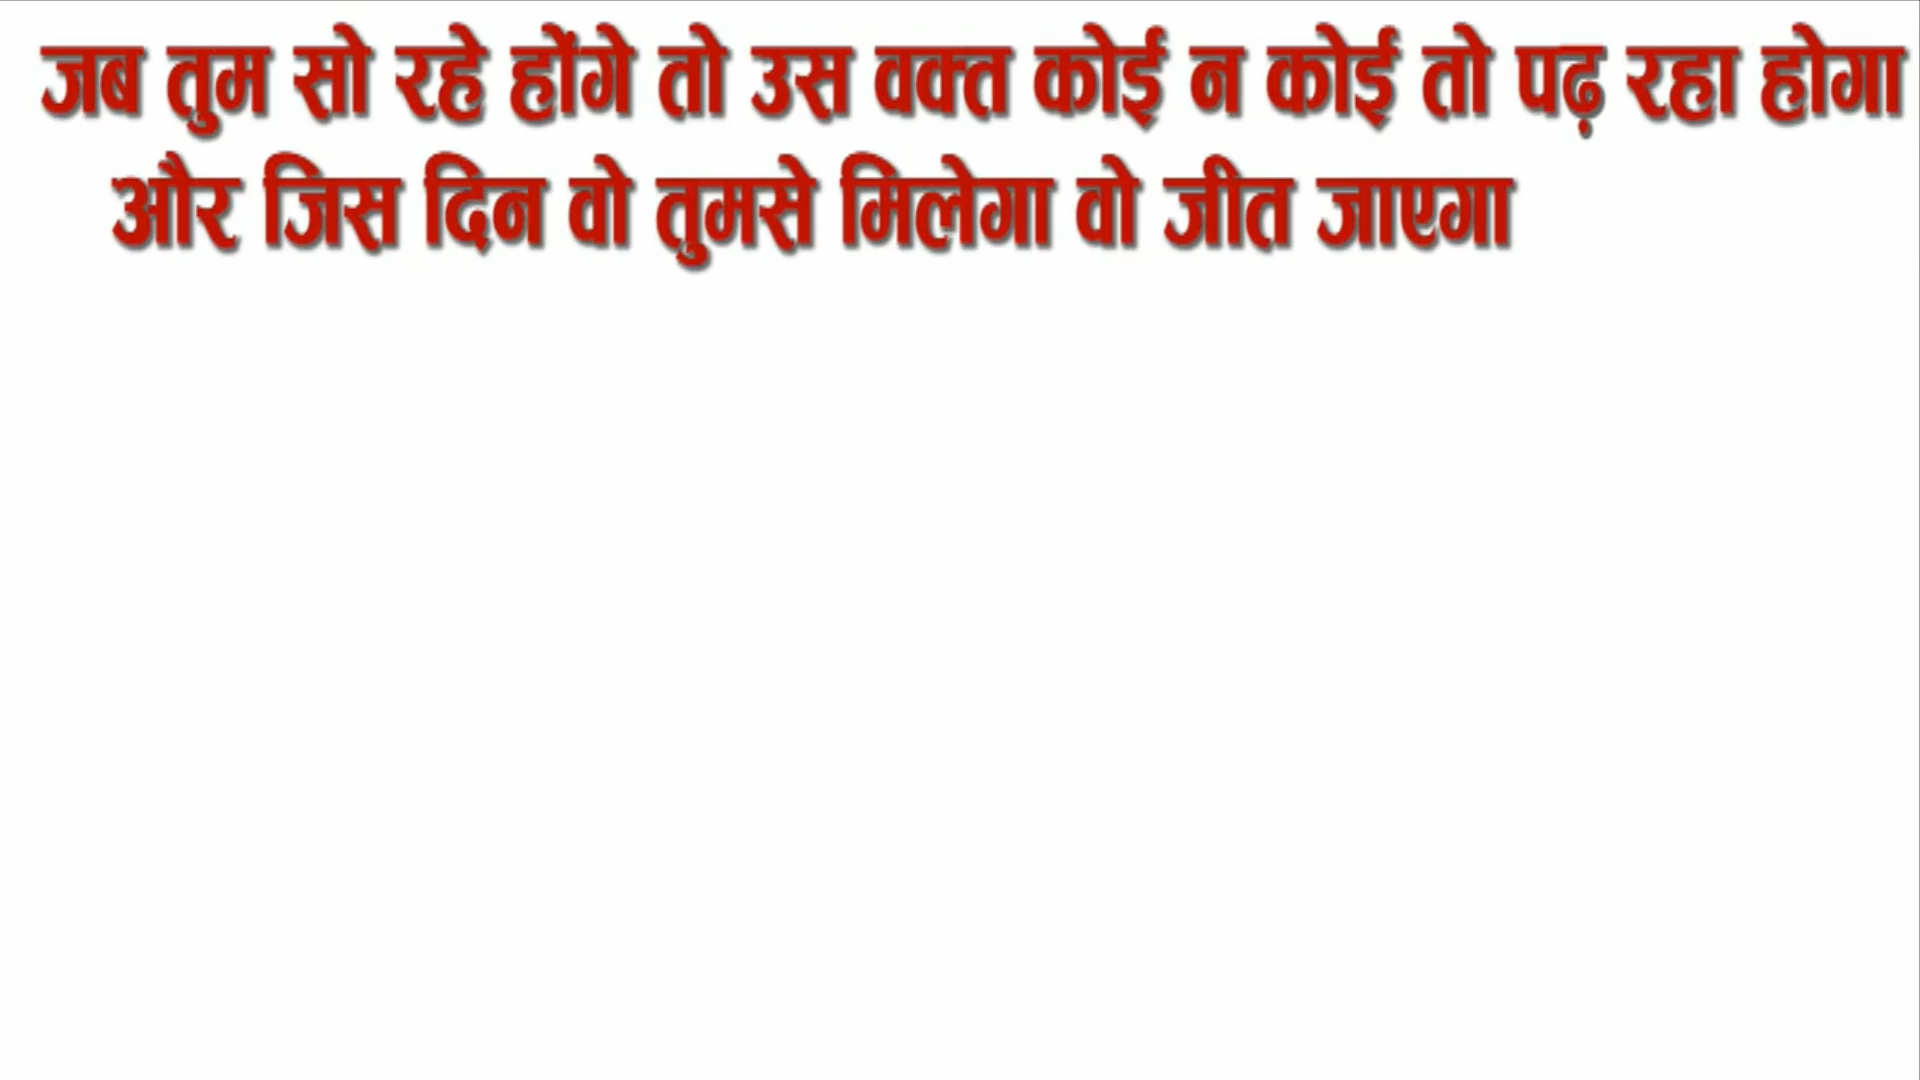 जब तुम सो रहे होंगे तो उस वक्त कोई न कोई तो पढ़ रहा होगा
और जिस दिन वो तुमसे मिलेगा वो जीत जाएगा